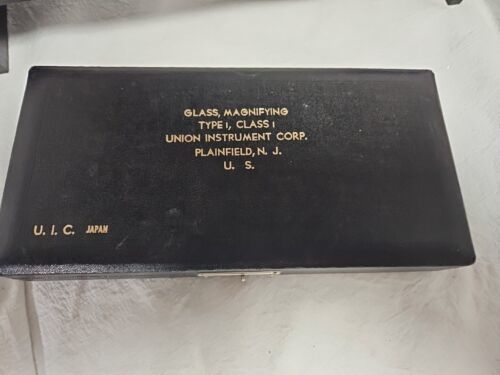 GLASS, MAGNIFYING
TYPE I, CLASS I
UNION INSTRUMENT CORP.
PLAINFIELD, N. J.
U. S.
U. I. C. JAPAN